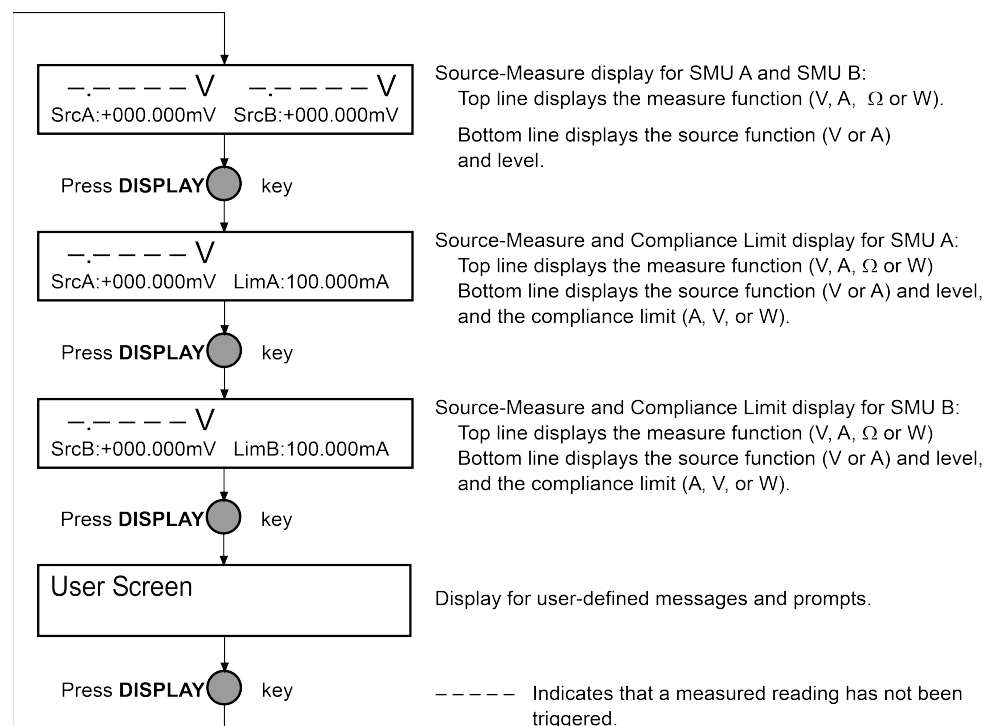 –.– – – – V –.– – – – V
SrcA:+000.000mV SrcB:+000.000mV
Source-Measure display for SMU A and SMU B:
Top line displays the measure function (V, A, Ω or W).
Bottom line displays the source function (V or A)
and level.
Press DISPLAY key
–.– – – – V
SrcA:+000.000mV LimA:100.000mA
Source-Measure and Compliance Limit display for SMU A:
Top line displays the measure function (V, A, Ω or W)
Bottom line displays the source function (V or A) and level,
and the compliance limit (A, V, or W).
Press DISPLAY key
–.– – – – V
SrcB:+000.000mV LimB:100.000mA
Source-Measure and Compliance Limit display for SMU B:
Top line displays the measure function (V, A, Ω or W)
Bottom line displays the source function (V or A) and level,
and the compliance limit (A, V, or W).
Press DISPLAY key
User Screen
Display for user-defined messages and prompts.
Press DISPLAY key
– – – – – Indicates that a measured reading has not been
triggered.